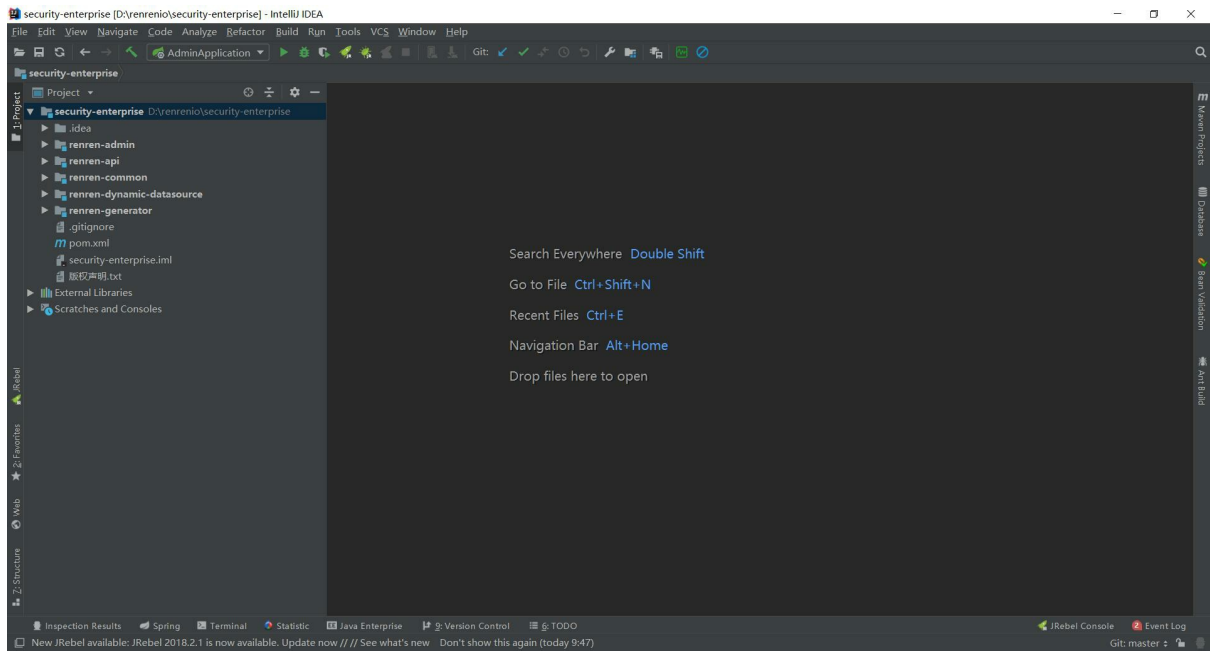 security-enterprise [D:\renrenio\security-enterprise] - IntelliJ IDEA
File Edit View Navigate Code Analyze Refactor Build Run Tools VCS Window Help
AdminApplication Git:
security-enterprise
Project
security-enterprise D:\renrenio\security-enterprise
.idea
renren-admin
renren-api
renren-common
renren-dynamic-datasource
renren-generator
.gitignore
pom.xml
security-enterprise.iml
版权声明.txt
External Libraries
Scratches and Consoles
1: Project
JRebel
2: Favorites
Web
Z: Structure
Search Everywhere Double Shift
Go to File Ctrl+Shift+N
Recent Files Ctrl+E
Navigation Bar Alt+Home
Drop files here to open
Maven Projects
Database
Bean Validation
Ant Build
Inspection Results Spring Terminal Statistic Java Enterprise 9: Version Control 6: TODO JRebel Console 2 Event Log
New JRebel available: JRebel 2018.2.1 is now available. Update now // // See what's new Don't show this again (today 9:47) Git: master